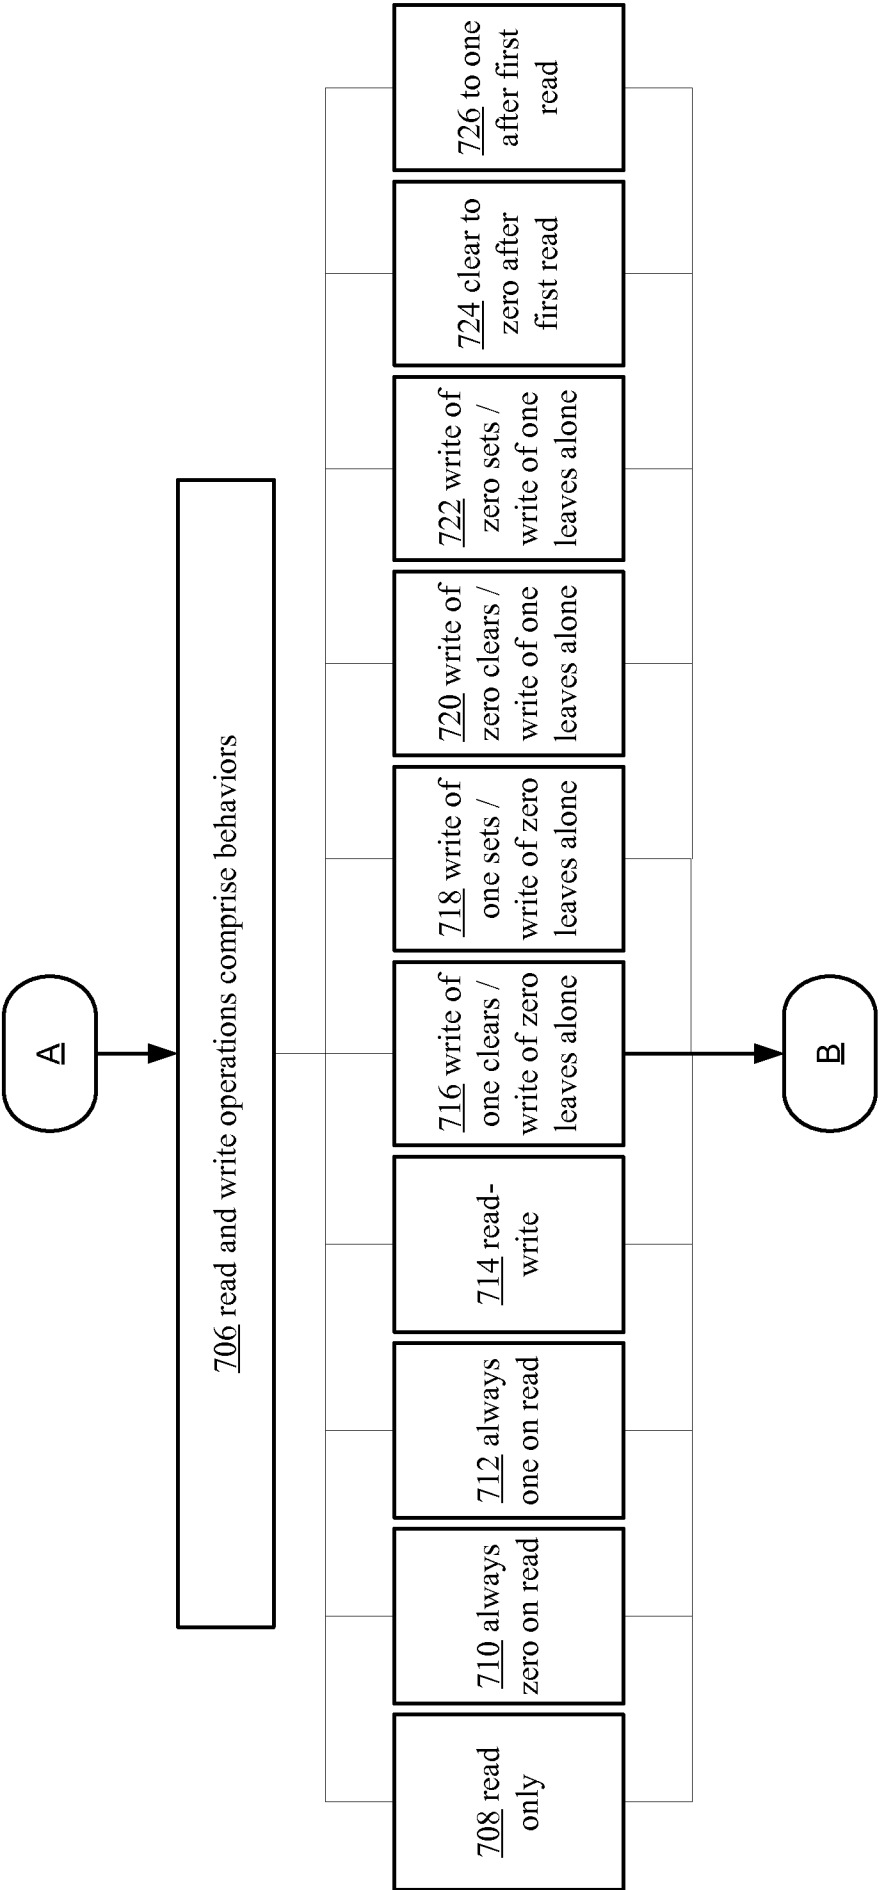 A
706 read and write operations comprise behaviors
708 read
only
710 always
zero on read
712 always
one on read
714 read-
write
716 write of
one clears /
write of zero
leaves alone
718 write of
one sets /
write of zero
leaves alone
720 write of
zero clears /
write of one
leaves alone
722 write of
zero sets /
write of one
leaves alone
724 clear to
zero after
first read
726 to one
after first
read
B